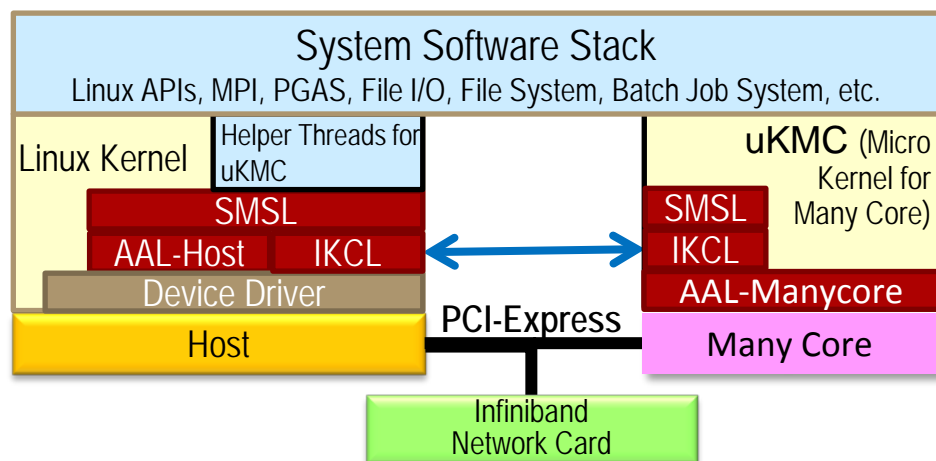 System Software Stack
Linux APIs, MPI, PGAS, File I/O, File System, Batch Job System, etc.
Linux Kernel
Helper Threads for
uKMC
SMSL
AAL-Host
IKCL
Device Driver
Host
uKMC (Micro
Kernel for
Many Core)
SMSL
IKCL
AAL-Manycore
Many Core
PCI-Express
Infiniband
Network Card